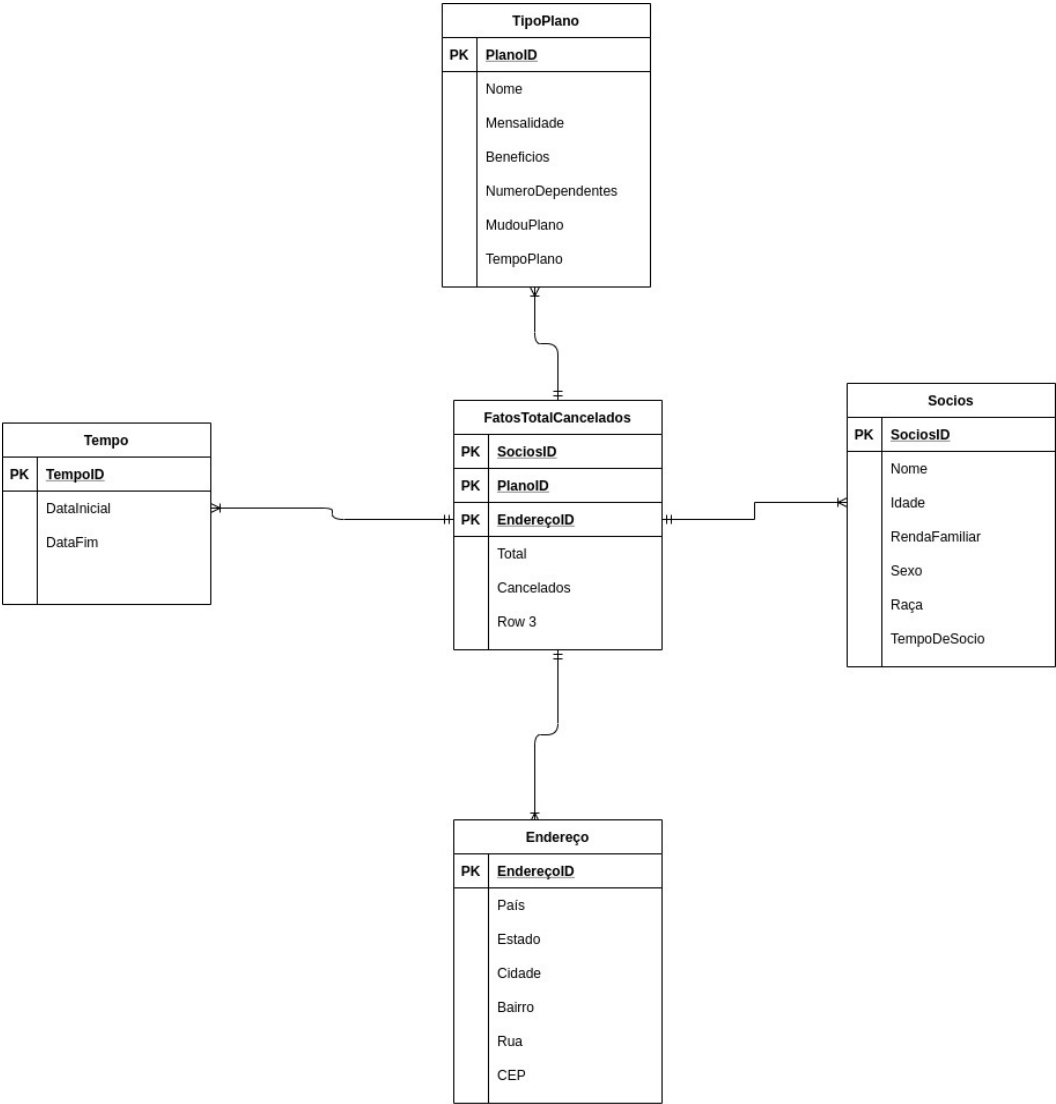 TipoPlano
PK PlanoID
Nome
Mensalidade
Beneficios
NumeroDependentes
MudouPlano
TempoPlano
Tempo
PK TempoID
DataInicial
DataFim
FatosTotalCancelados
PK SociosID
PK PlanoID
PK EndereçoID
Total
Cancelados
Row 3
Socios
PK SociosID
Nome
Idade
RendaFamiliar
Sexo
Raça
TempoDeSocio
Endereço
PK EndereçoID
País
Estado
Cidade
Bairro
Rua
CEP